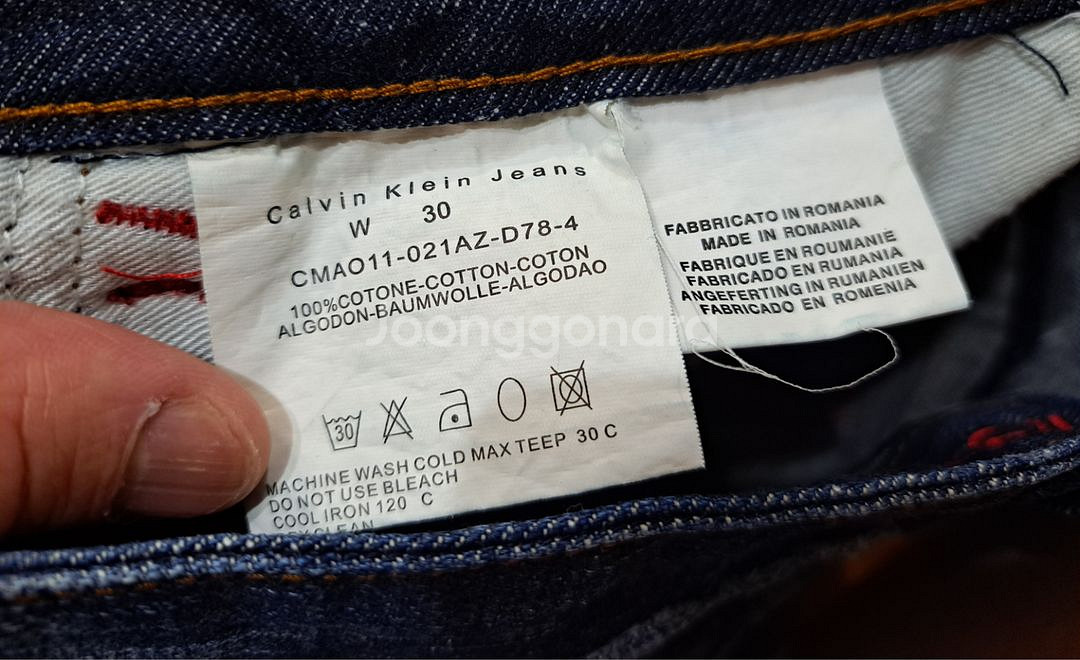 Calvin Klein Jeans
W 30
CMAO11-021AZ-D78-4
100%COTONE-COTTON-COTON
ALGODON-BAUMWOLLE-ALGODAO
30
MACHINE WASH COLD MAX TEEP 30 C
DO NOT USE BLEACH
COOL IRON 120 C
CLEAN
FABBRICATO IN ROMANIA
MADE IN ROMANIA
FABRIQUE EN ROUMANIE
FABRICADO EN RUMANIA
ANGEFERTING IN RUMANIEN
FABRICADO EN ROMENIA
Joonggonara